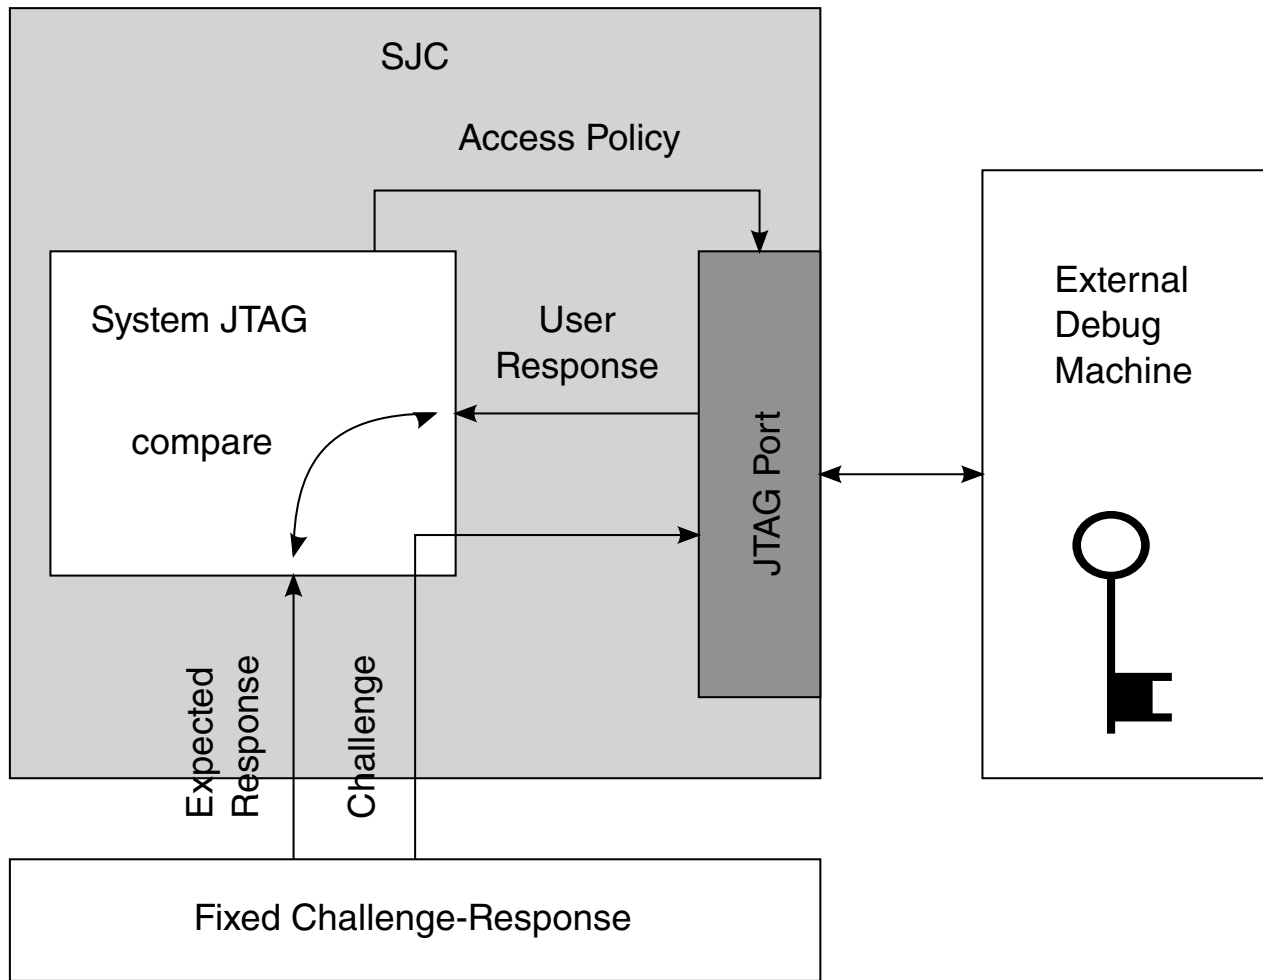 SJC
Access Policy
System JTAG
User
Response
External
Debug
Machine
compare
JTAG Port
Expected
Response
Challenge
Fixed Challenge-Response